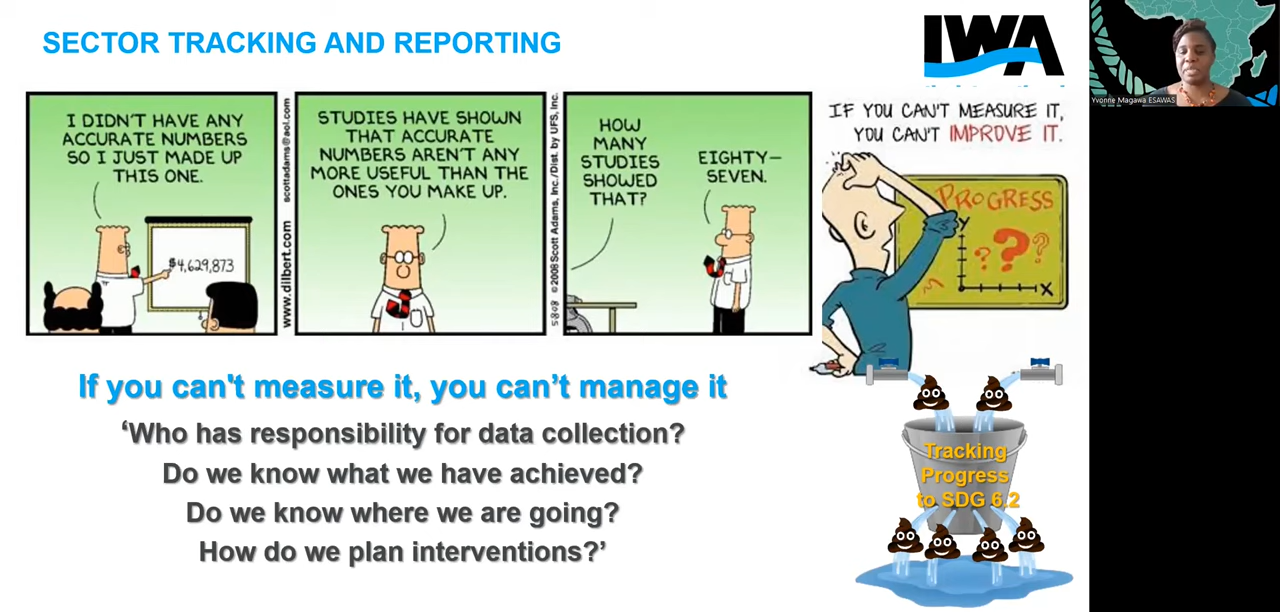 SECTOR TRACKING AND REPORTING
IWA
Yvonne Magawa ESAWAS
I DIDN'T HAVE ANY
ACCURATE NUMBERS
SO I JUST MADE UP
THIS ONE.
$4,629,873
www.dilbert.com
scottadams@aol.com
STUDIES HAVE SHOWN
THAT ACCURATE
NUMBERS AREN'T ANY
MORE USEFUL THAN THE
ONES YOU MAKE UP.
5-8-08 ©2008 Scott Adams, Inc./Dist. by UFS, Inc.
HOW
MANY
STUDIES
SHOWED
THAT?
EIGHTY-
SEVEN.
IF YOU CAN'T MEASURE IT,
YOU CAN'T IMPROVE IT.
PROGRESS
Y
? ? ?
X
If you can't measure it, you can’t manage it
‘Who has responsibility for data collection?
Do we know what we have achieved?
Do we know where we are going?
How do we plan interventions?’
Tracking
Progress
to SDG 6.2